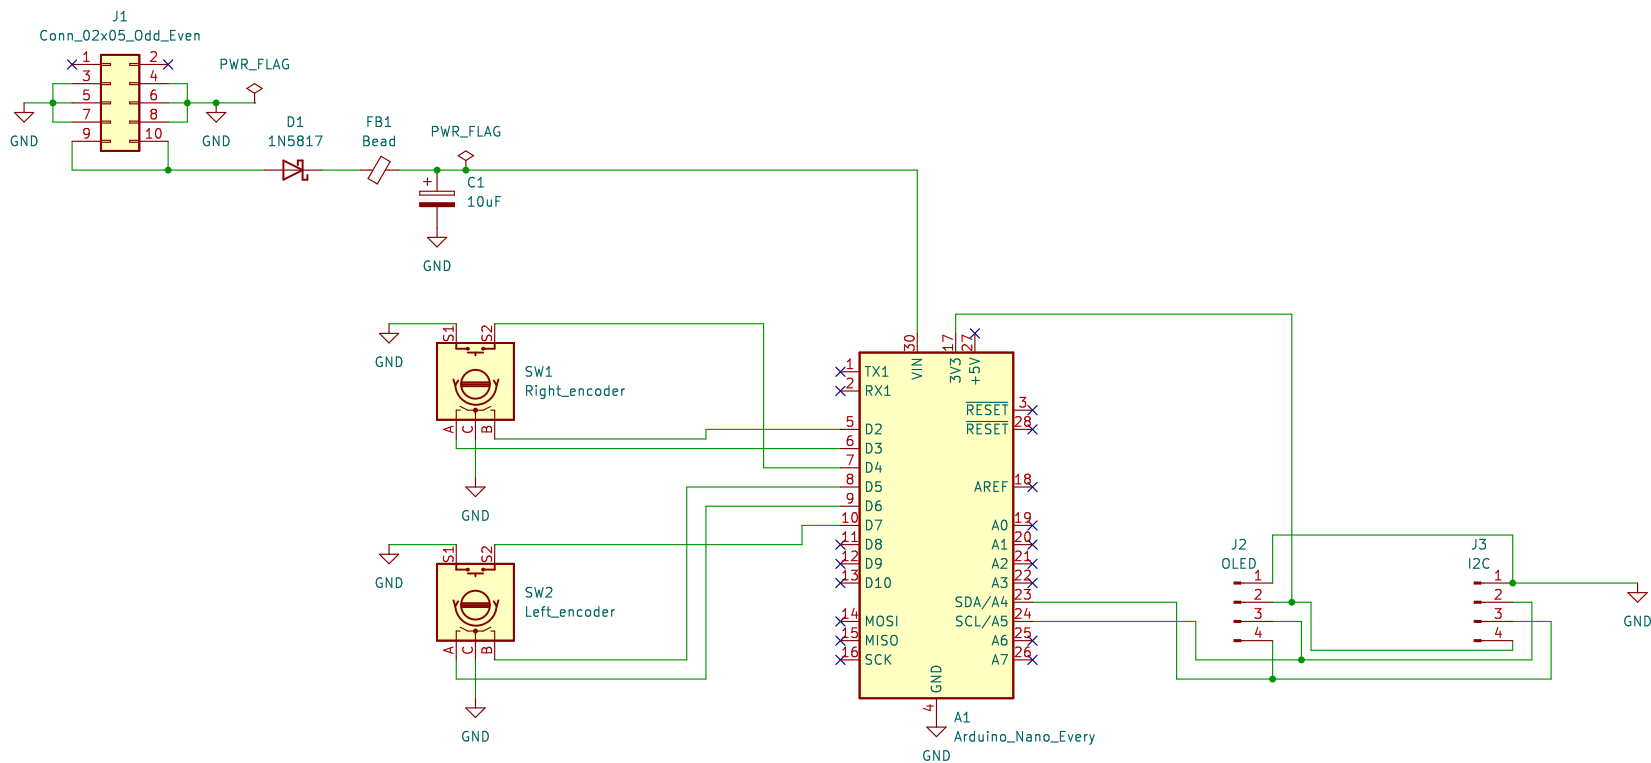 J1
Conn_02x05_Odd_Even
1 2
3 4
5 6
7 8
9 10
PWR_FLAG
GND
GND
D1
1N5817
FB1
Bead
PWR_FLAG
+
C1
10uF
GND
GND
S1 S2
SW1
Right_encoder
A C B
GND
GND
S1 S2
SW2
Left_encoder
A C B
GND
30 17 27
VIN 3V3 +5V
1 TX1
2 RX1
RESET 3
RESET 28
5 D2
6 D3
7 D4
8 D5
AREF 18
9 D6
10 D7
A0 19
11 D8
A1 20
12 D9
A2 21
13 D10
A3 22
SDA/A4 23
14 MOSI
SCL/A5 24
15 MISO
A6 25
16 SCK
A7 26
GND
4
A1
Arduino_Nano_Every
GND
J2
OLED
1
2
3
4
J3
I2C
1
2
3
4
GND